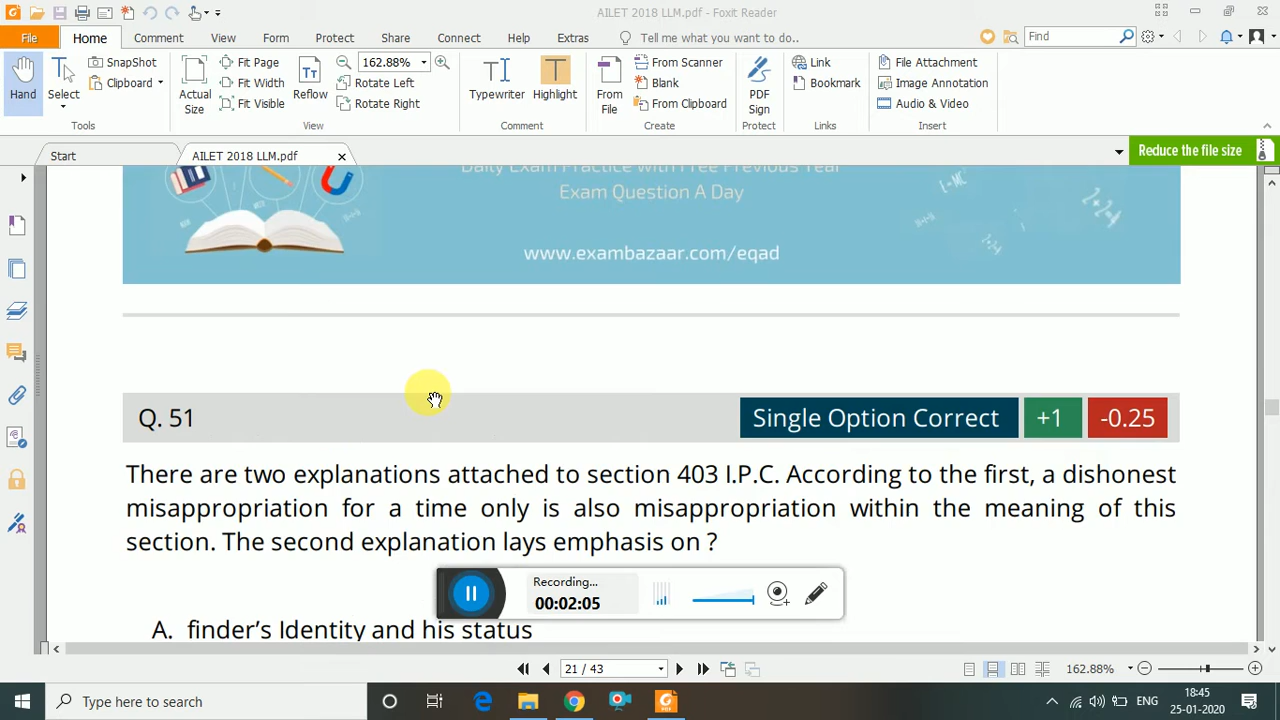 AILET 2018 LLM.pdf - Foxit Reader
File Home Comment View Form Protect Share Connect Help Extras Tell me what you want to do.. Find
Hand
Select
SnapShot
Clipboard
Tools
Actual Size
Fit Page
Fit Width
Fit Visible
Reflow
162.88%
Rotate Left
Rotate Right
View
Typewriter
Highlight
Comment
From File
From Scanner
Blank
From Clipboard
Create
PDF Sign
Protect
Link
Bookmark
Links
File Attachment
Image Annotation
Audio & Video
Insert
Start
AILET 2018 LLM.pdf
Reduce the file size
Daily Exam Practice with Free Previous Year
Exam Question A Day
www.exambazaar.com/eqad
Q. 51 Single Option Correct +1 -0.25
There are two explanations attached to section 403 I.P.C. According to the first, a dishonest
misappropriation for a time only is also misappropriation within the meaning of this
section. The second explanation lays emphasis on ?
Recording...
00:02:05
A. finder's Identity and his status
21 / 43
162.88%
Type here to search
ENG
18:45
25-01-2020